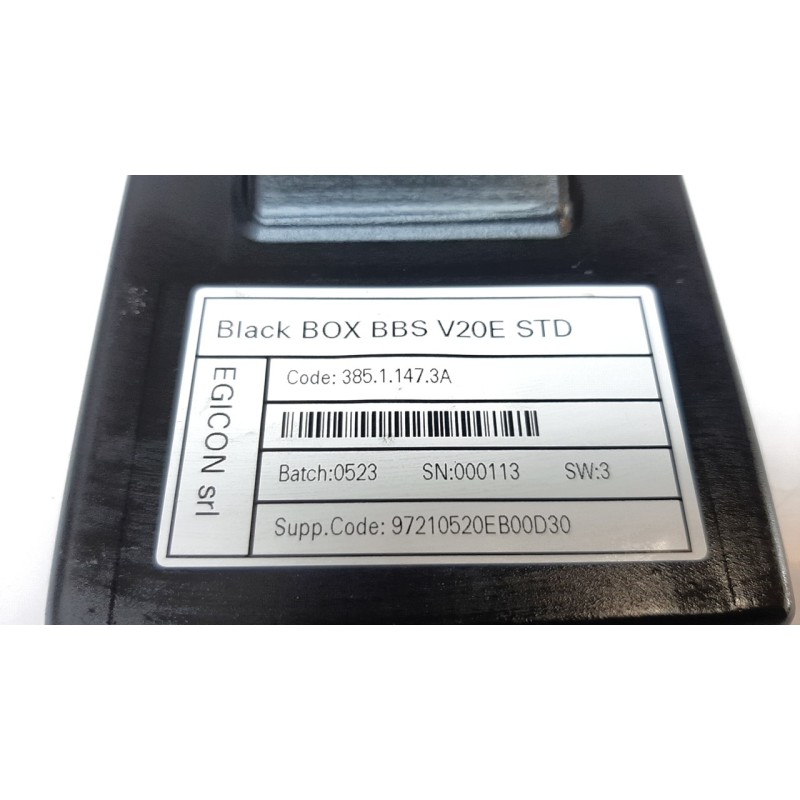 Black BOX BBS V20E STD
EGICON srl
Code: 385.1.147.3A
Batch:0523 SN:000113 SW:3
Supp.Code: 97210520EB00D30